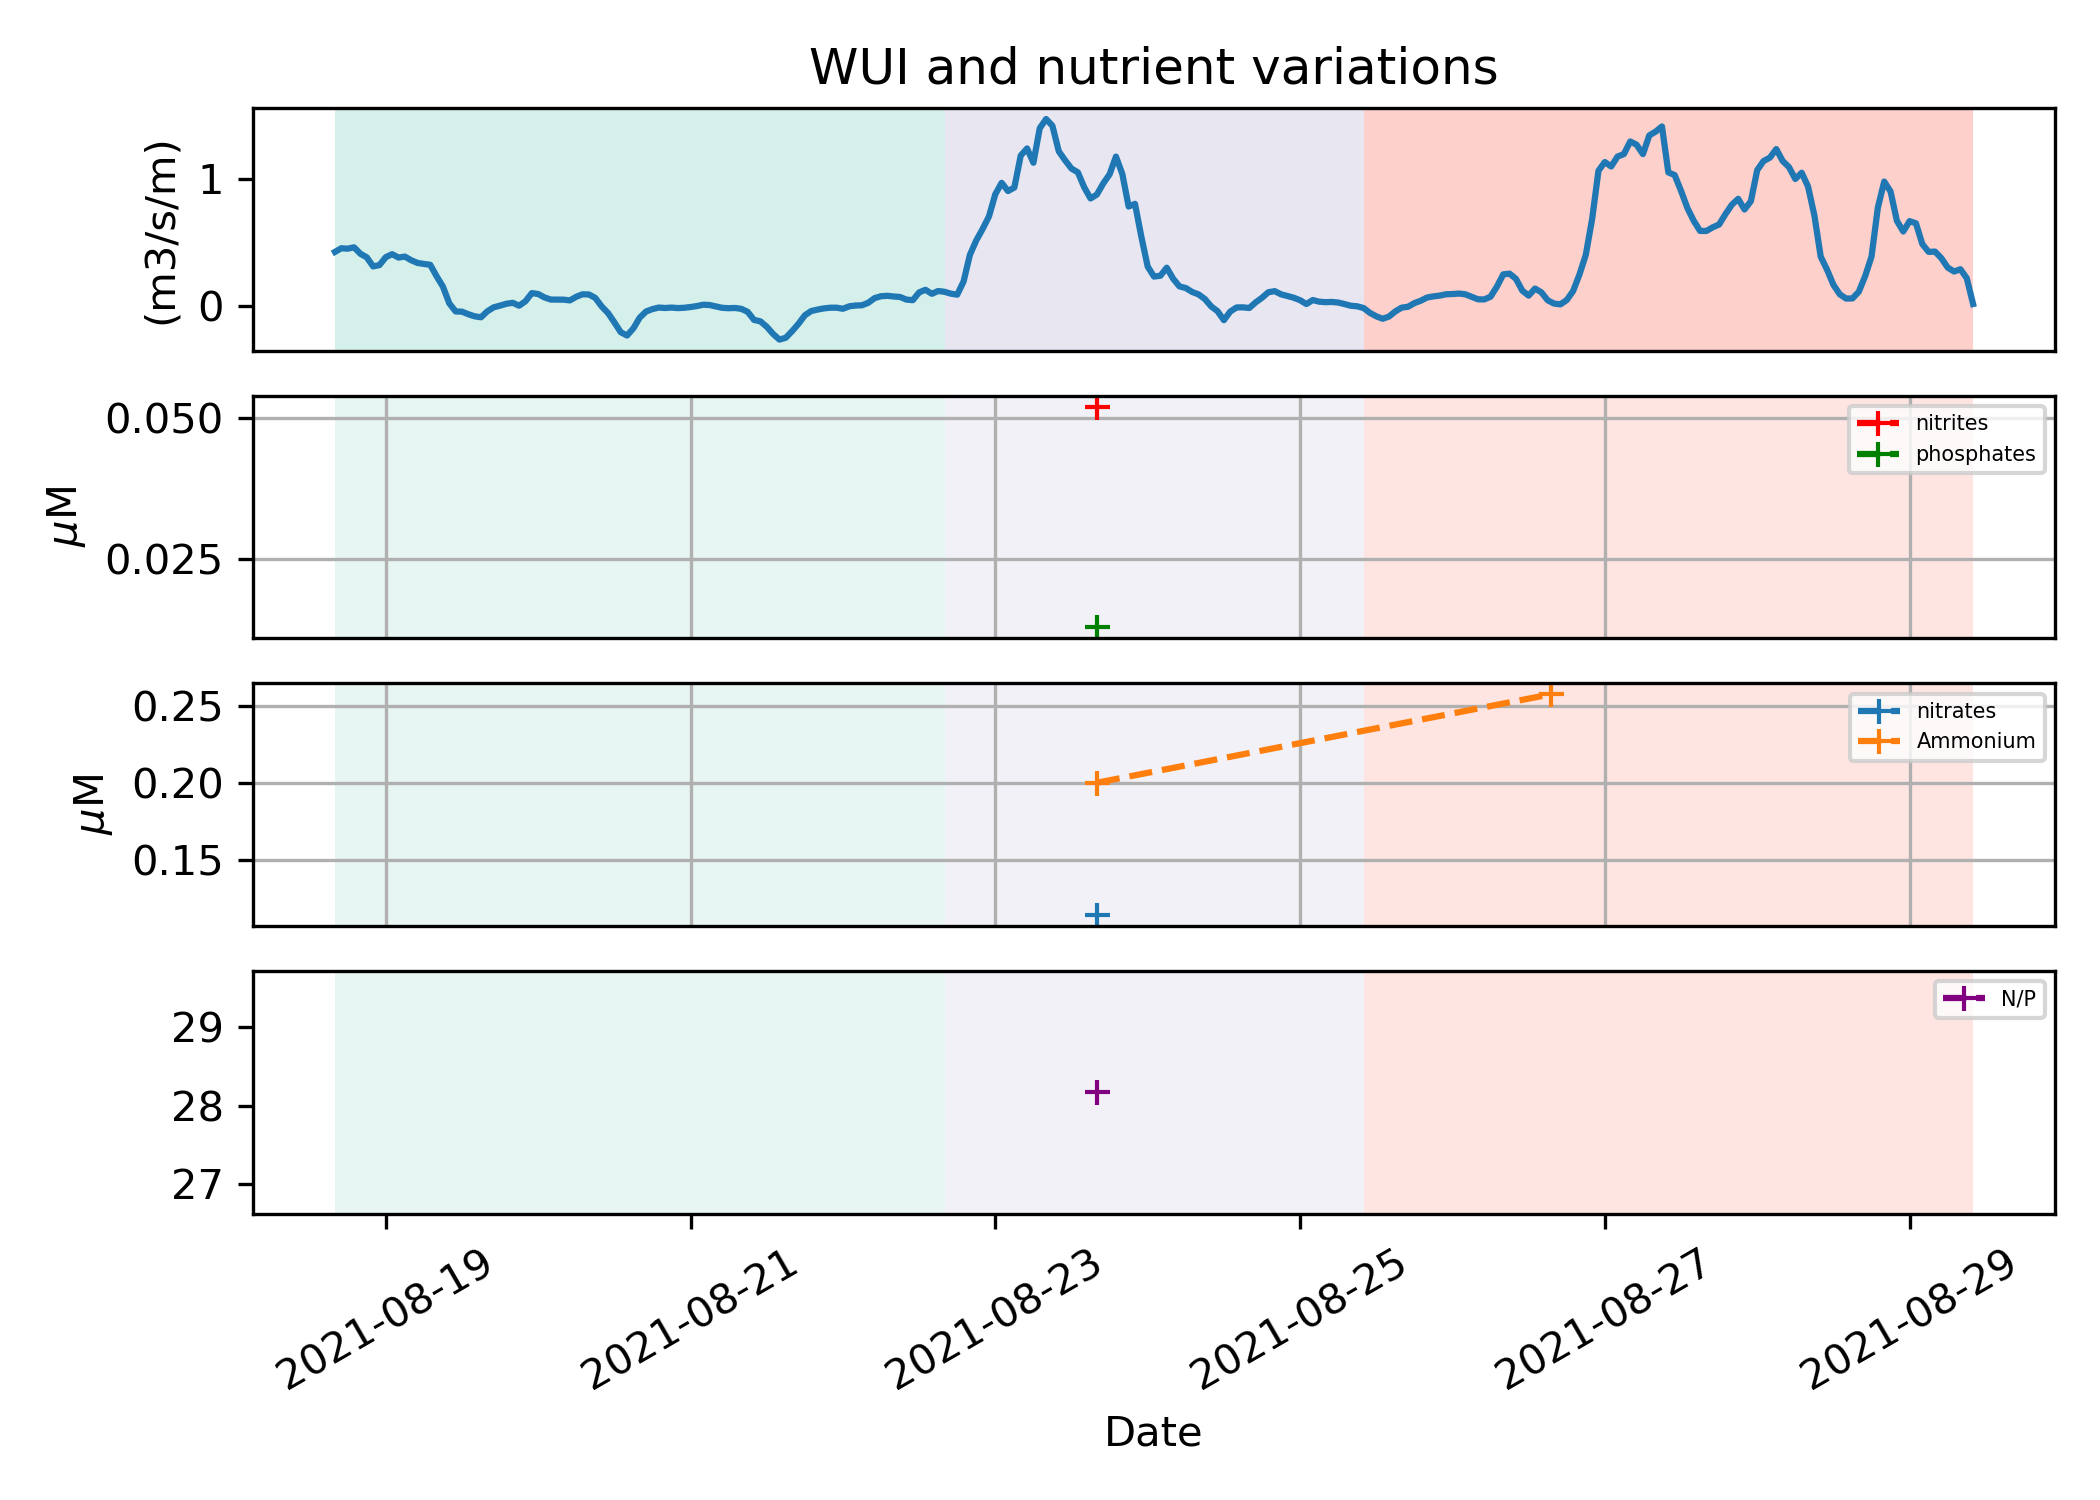 WUI and nutrient variations
(m3/s/m)
1
0
μM
0.050
0.025
nitrites
phosphates
μM
0.25
0.20
0.15
nitrates
Ammonium
29
28
27
N/P
2021-08-19
2021-08-21
2021-08-23
2021-08-25
2021-08-27
2021-08-29
Date